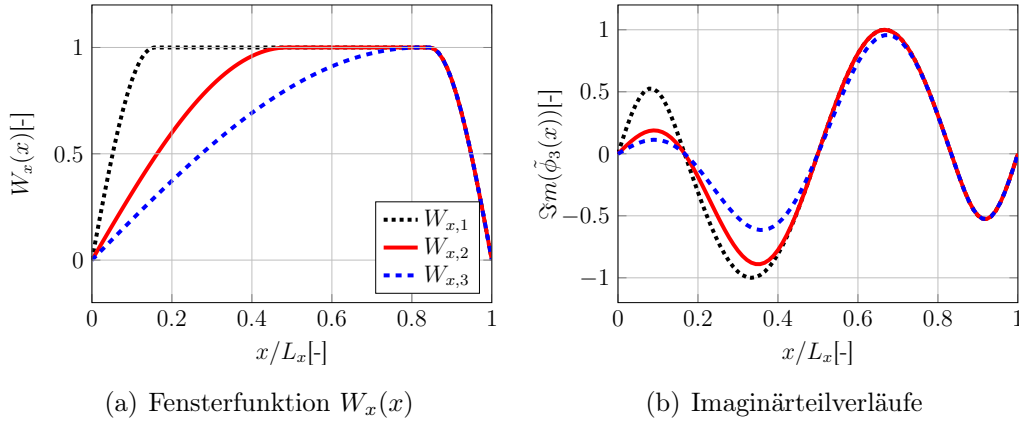 W_x(x)[-]
1
0.5
0
W_{x,1}
W_{x,2}
W_{x,3}
0 0.2 0.4 0.6 0.8 1
x/L_x[-]
(a) Fensterfunktion W_x(x)
ℑm(φ̃_3(x))[-]
1
0.5
0
−0.5
−1
0 0.2 0.4 0.6 0.8 1
x/L_x[-]
(b) Imaginärteilverläufe